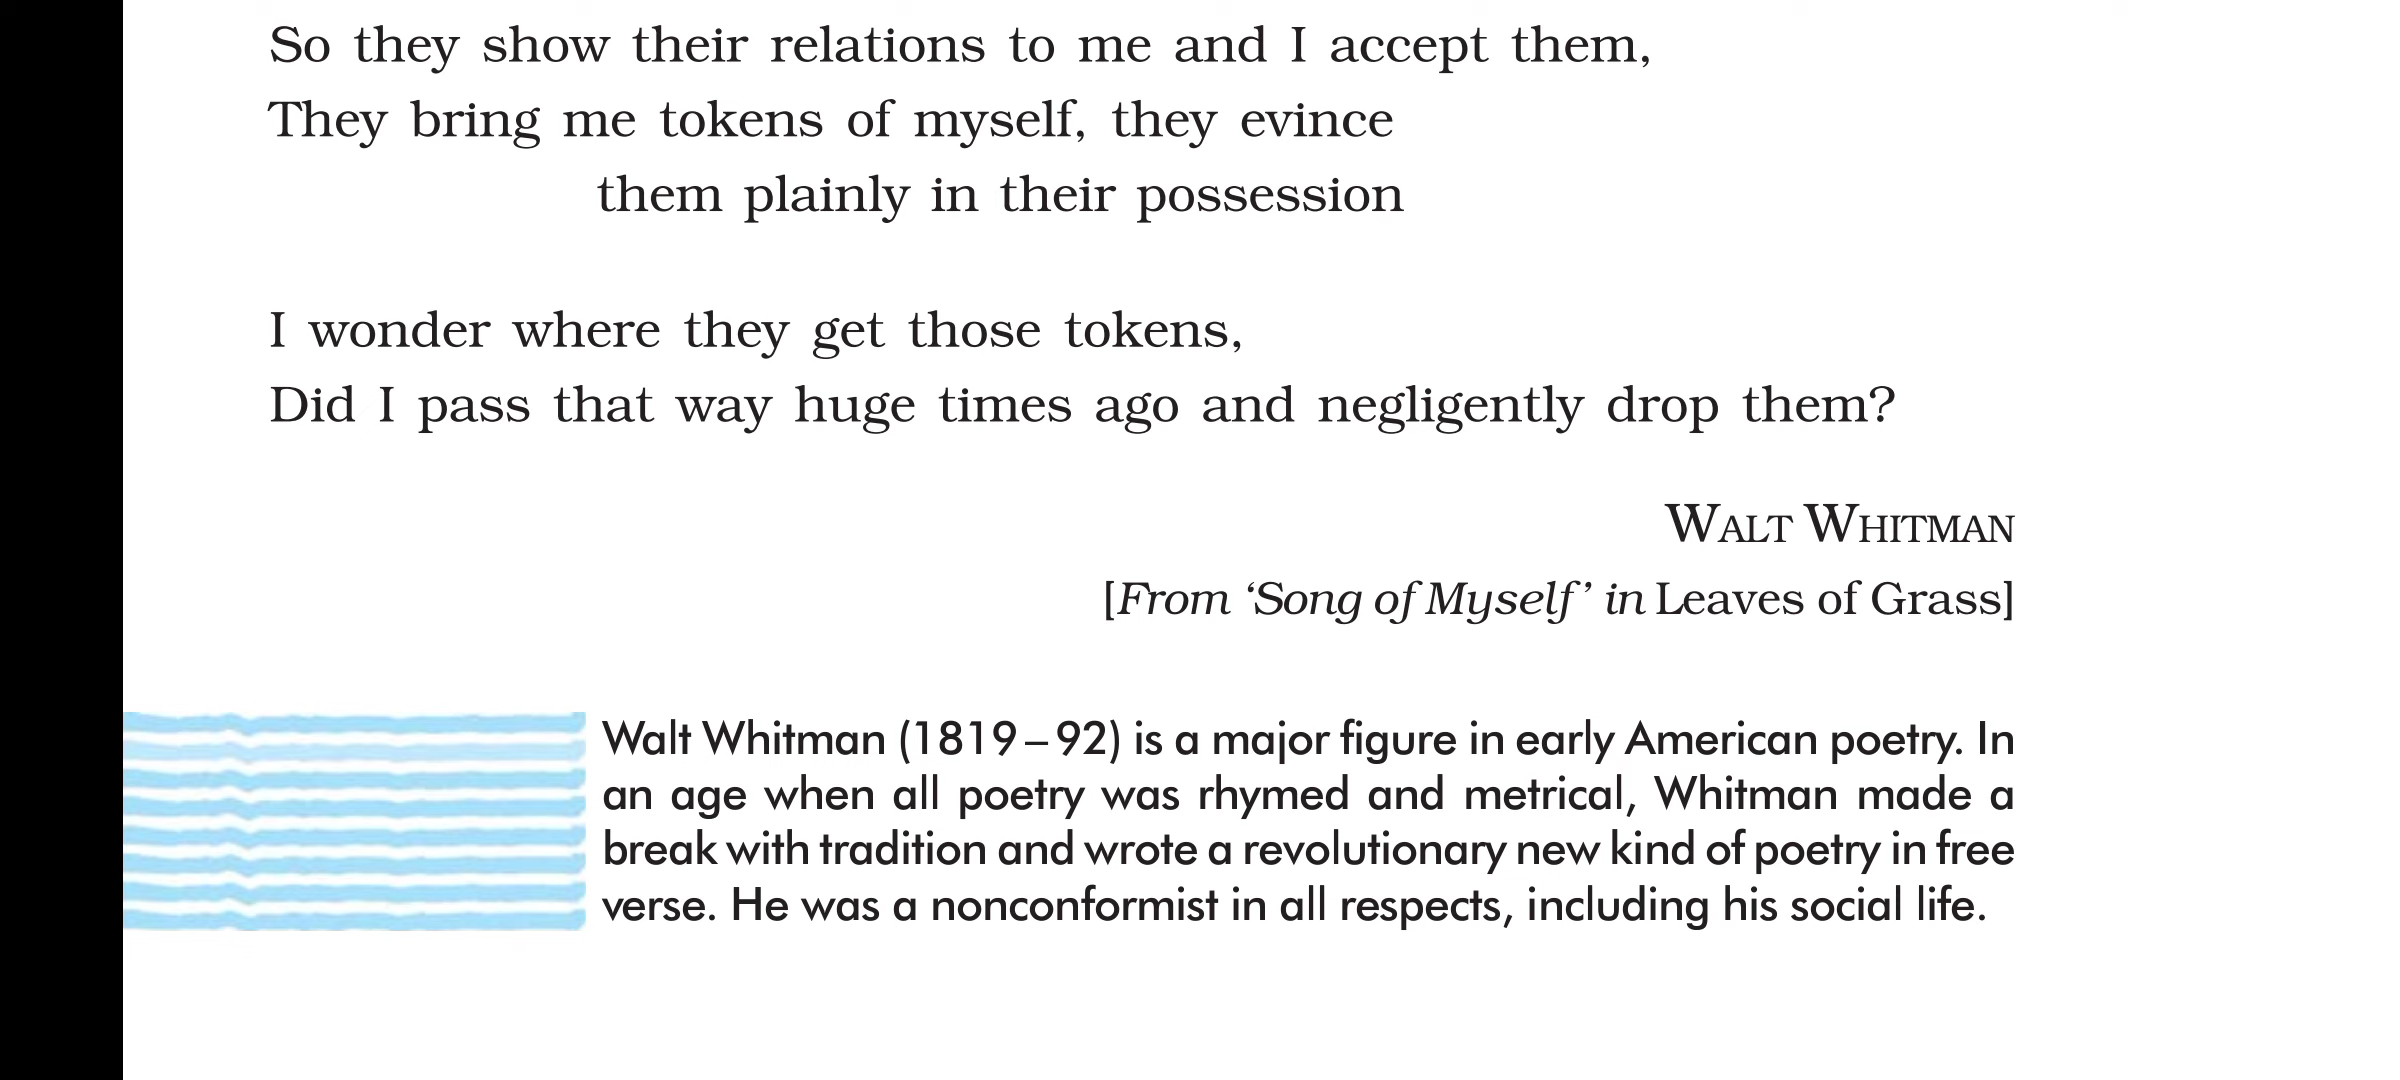 So they show their relations to me and I accept them,
They bring me tokens of myself, they evince
them plainly in their possession
I wonder where they get those tokens,
Did I pass that way huge times ago and negligently drop them?
WALT WHITMAN
[From ‘Song of Myself’ in Leaves of Grass]
Walt Whitman (1819–92) is a major figure in early American poetry. In
an age when all poetry was rhymed and metrical, Whitman made a
break with tradition and wrote a revolutionary new kind of poetry in free
verse. He was a nonconformist in all respects, including his social life.